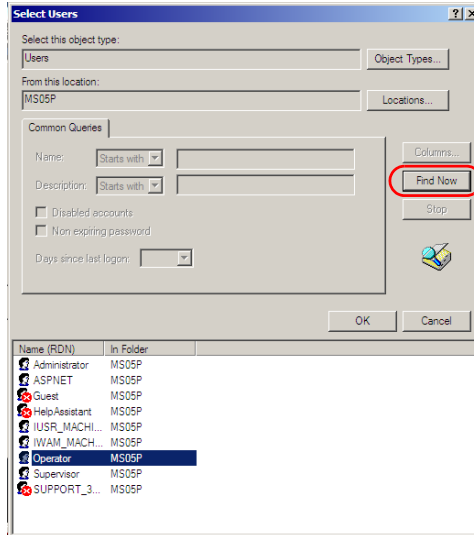 Select Users
Select this object type:
Users
Object Types...
From this location:
MS05P
Locations...
Common Queries
Name:
Starts with
Columns...
Description:
Starts with
Find Now
Disabled accounts
Stop
Non expiring password
Days since last logon:
OK
Cancel
Name (RDN) In Folder
Administrator MS05P
ASPNET MS05P
Guest MS05P
HelpAssistant MS05P
IUSR_MACHI... MS05P
IWAM_MACH... MS05P
Operator MS05P
Supervisor MS05P
SUPPORT_3... MS05P